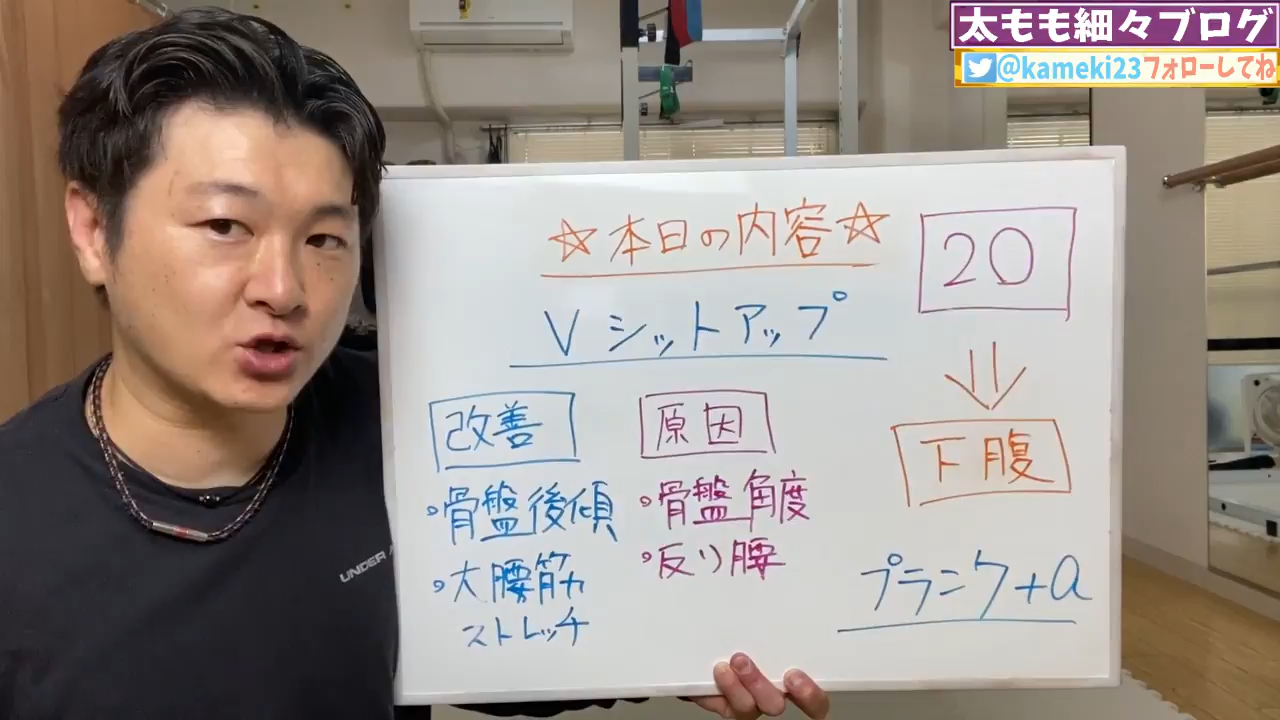 太もも細々ブログ
@kameki23フォローしてね
☆本日の内容☆
Vシットアップ
改善
・骨盤後傾
・大腰筋
ストレッチ
原因
・骨盤角度
・反り腰
20
⇓
下腹
プランク+a
UNDER A